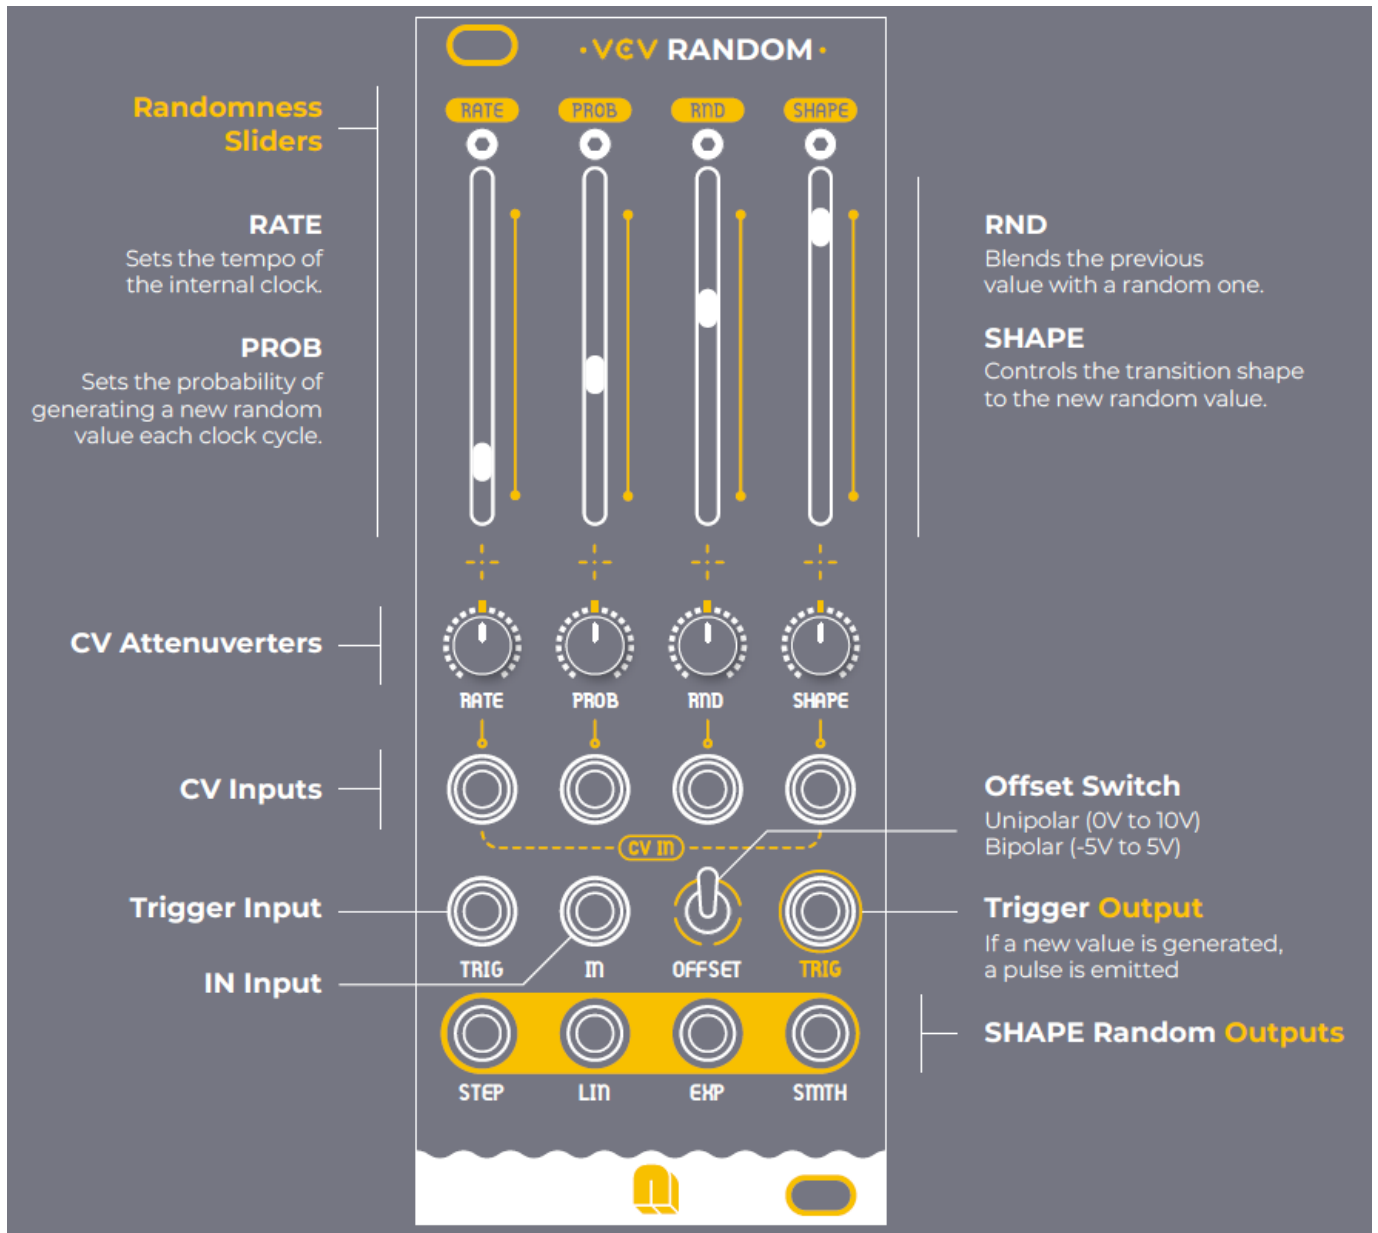 VCV RANDOM
RATE PROB RND SHAPE
Randomness
Sliders
RATE
Sets the tempo of
the internal clock.
PROB
Sets the probability of
generating a new random
value each clock cycle.
RND
Blends the previous
value with a random one.
SHAPE
Controls the transition shape
to the new random value.
CV Attenuverters
RATE PROB RND SHAPE
CV Inputs
CV IN
Offset Switch
Unipolar (0V to 10V)
Bipolar (-5V to 5V)
Trigger Input
Trigger Output
If a new value is generated,
a pulse is emitted
TRIG IN OFFSET TRIG
IN Input
SHAPE Random Outputs
STEP LIN EXP SMTH